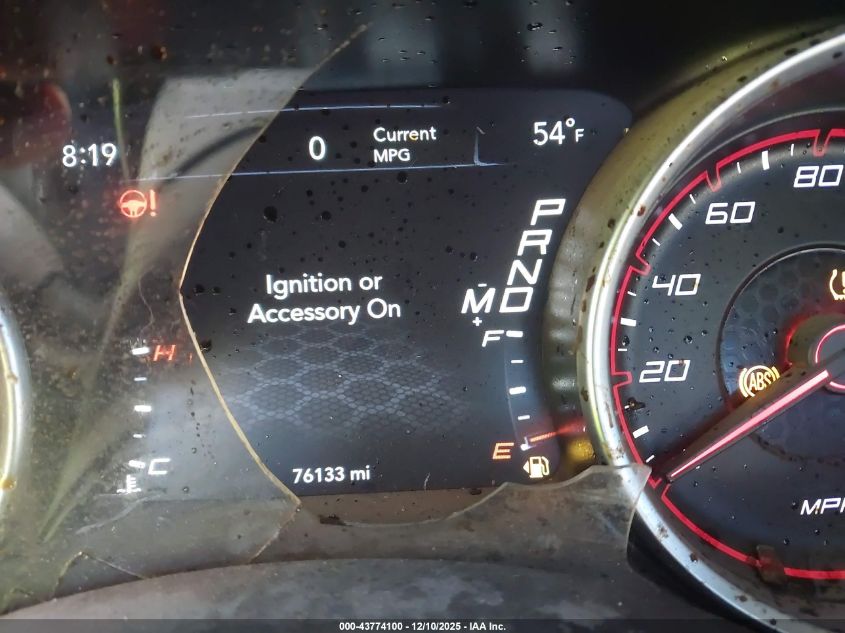 8:19
0
Current
MPG
54°F
P
R
N
D
M
-
+
!
Ignition or
Accessory On
H
C
F
E
76133 mi
20
40
60
80
ABS
000-43774100 - 12/10/2025 - IAA Inc.